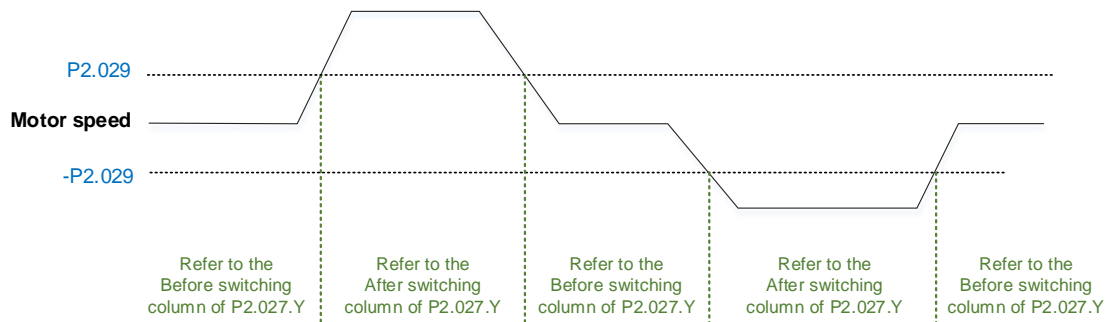 P2.029
Motor speed
-P2.029
Refer to the
Before switching
column of P2.027.Y
Refer to the
After switching
column of P2.027.Y
Refer to the
Before switching
column of P2.027.Y
Refer to the
After switching
column of P2.027.Y
Refer to the
Before switching
column of P2.027.Y